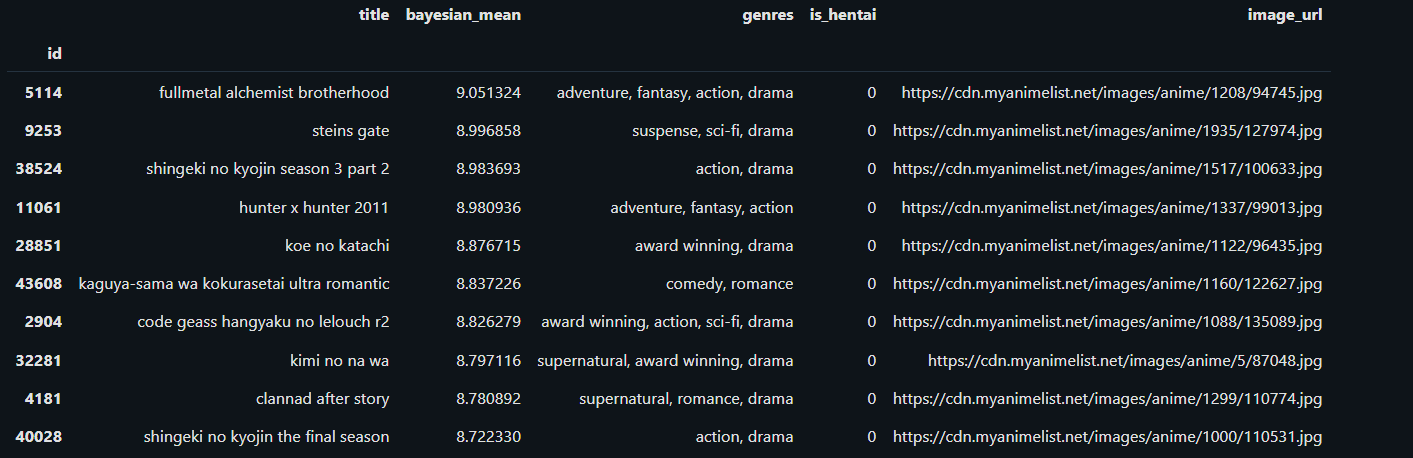 title bayesian_mean genres is_hentai image_url
id
5114 fullmetal alchemist brotherhood 9.051324 adventure, fantasy, action, drama 0 https://cdn.myanimelist.net/images/anime/1208/94745.jpg
9253 steins gate 8.996858 suspense, sci-fi, drama 0 https://cdn.myanimelist.net/images/anime/1935/127974.jpg
38524 shingeki no kyojin season 3 part 2 8.983693 action, drama 0 https://cdn.myanimelist.net/images/anime/1517/100633.jpg
11061 hunter x hunter 2011 8.980936 adventure, fantasy, action 0 https://cdn.myanimelist.net/images/anime/1337/99013.jpg
28851 koe no katachi 8.876715 award winning, drama 0 https://cdn.myanimelist.net/images/anime/1122/96435.jpg
43608 kaguya-sama wa kokurasetai ultra romantic 8.837226 comedy, romance 0 https://cdn.myanimelist.net/images/anime/1160/122627.jpg
2904 code geass hangyaku no lelouch r2 8.826279 award winning, action, sci-fi, drama 0 https://cdn.myanimelist.net/images/anime/1088/135089.jpg
32281 kimi no na wa 8.797116 supernatural, award winning, drama 0 https://cdn.myanimelist.net/images/anime/5/87048.jpg
4181 clannad after story 8.780892 supernatural, romance, drama 0 https://cdn.myanimelist.net/images/anime/1299/110774.jpg
40028 shingeki no kyojin the final season 8.722330 action, drama 0 https://cdn.myanimelist.net/images/anime/1000/110531.jpg